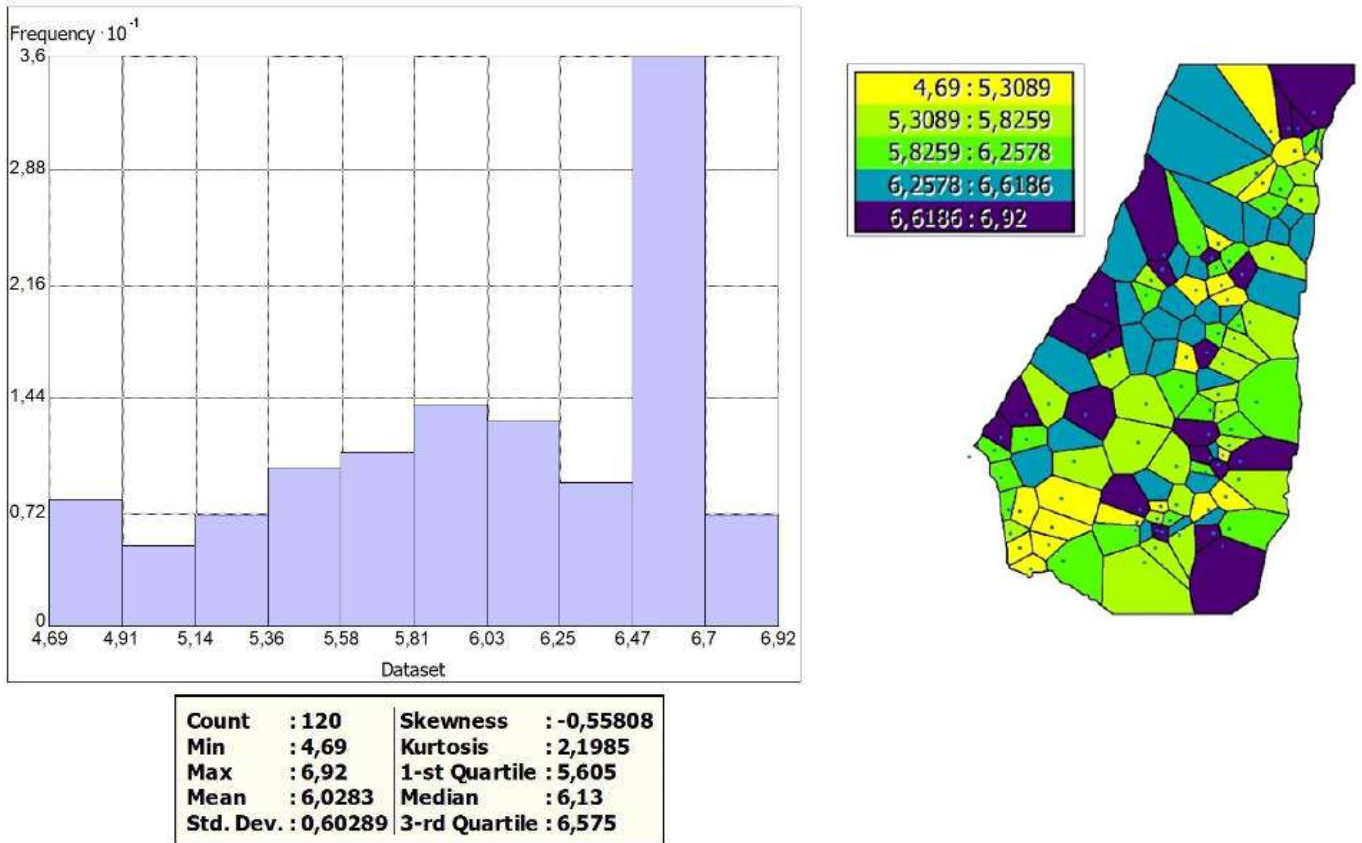 Frequency · 10⁻¹
3,6
2,88
2,16
1,44
0,72
0
4,69 4,91 5,14 5,36 5,58 5,81 6,03 6,25 6,47 6,7 6,92
Dataset
4,69 : 5,3089
5,3089 : 5,8259
5,8259 : 6,2578
6,2578 : 6,6186
6,6186 : 6,92
Count : 120 Skewness : -0,55808
Min : 4,69 Kurtosis : 2,1985
Max : 6,92 1-st Quartile : 5,605
Mean : 6,0283 Median : 6,13
Std. Dev. : 0,60289 3-rd Quartile : 6,575